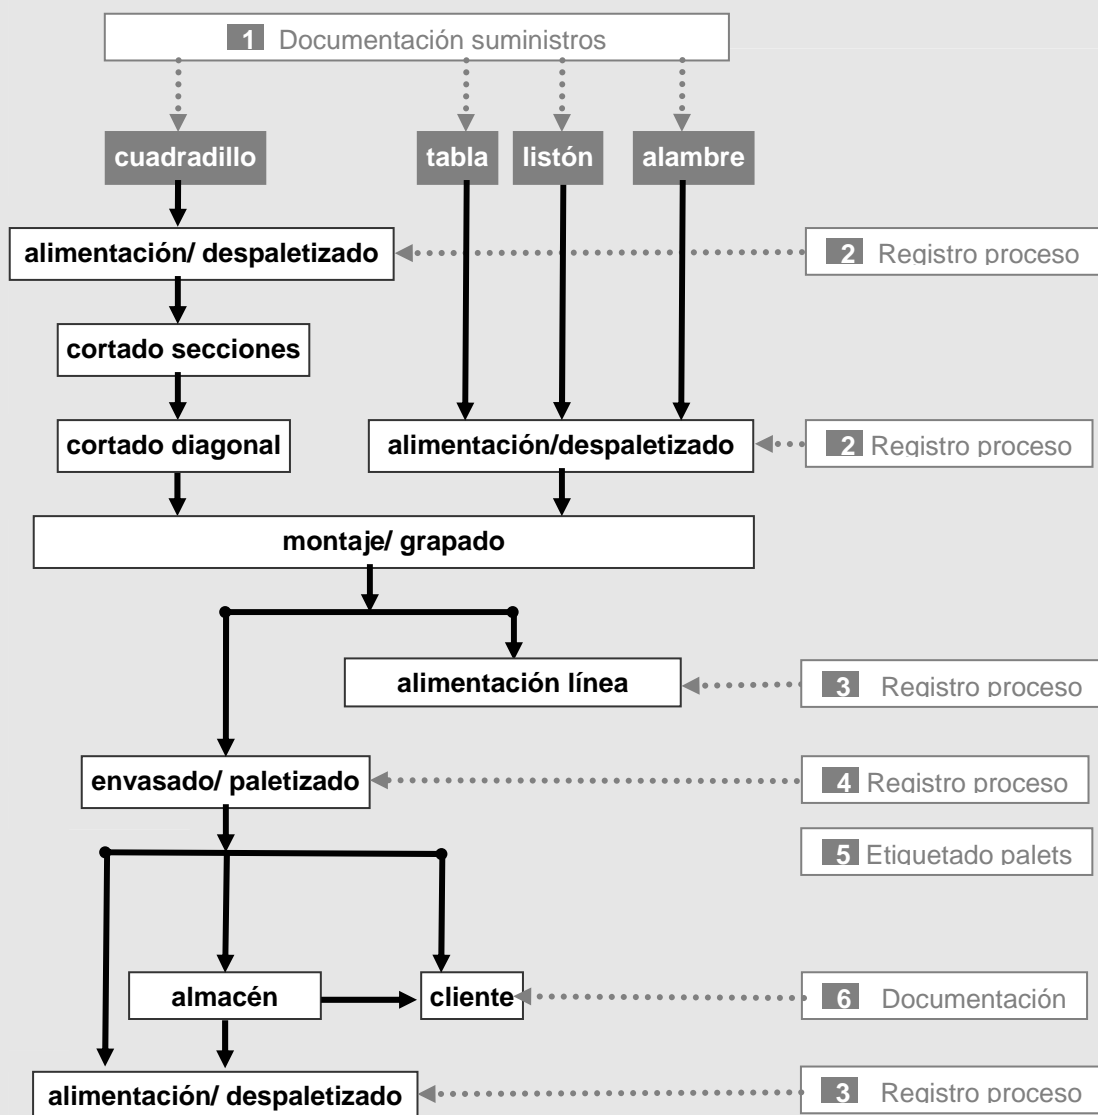 1 Documentación suministros
cuadradillo
tabla
listón
alambre
alimentación/ despaletizado
2 Registro proceso
cortado secciones
cortado diagonal
alimentación/despaletizado
2 Registro proceso
montaje/ grapado
alimentación línea
3 Registro proceso
envasado/ paletizado
4 Registro proceso
5 Etiquetado palets
almacén
cliente
6 Documentación
alimentación/ despaletizado
3 Registro proceso